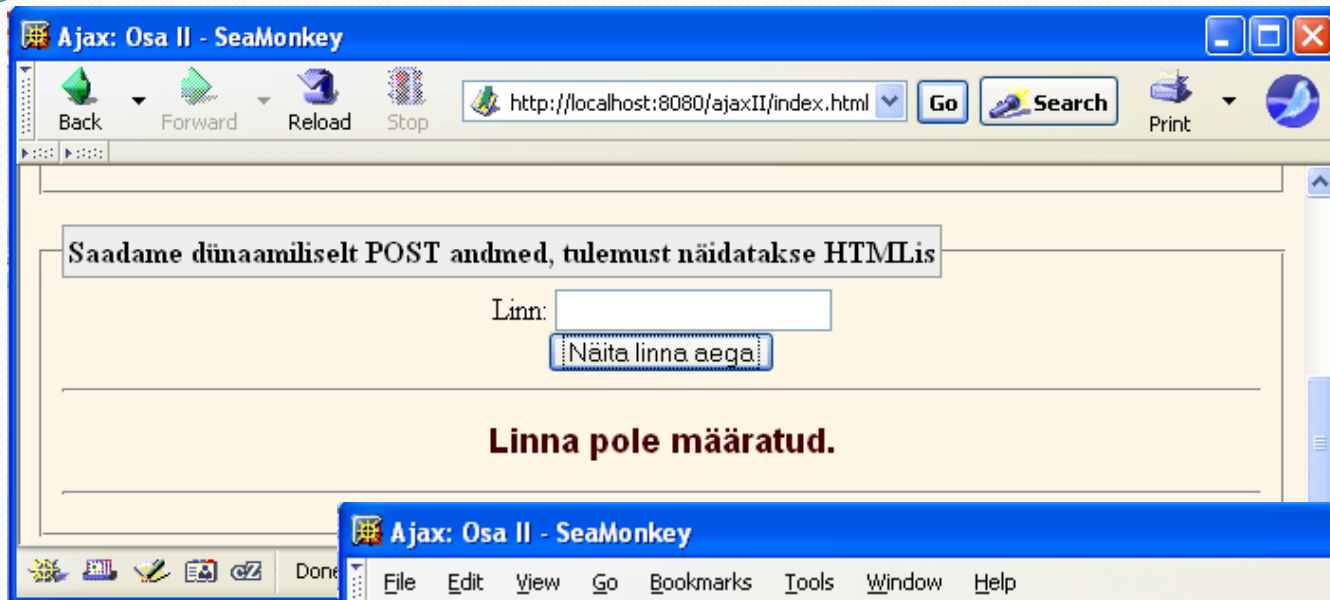 Ajax: Osa II - SeaMonkey
Back Forward Reload Stop http://localhost:8080/ajaxII/index.html Go Search Print
Saadame dünaamiliselt POST andmed, tulemust näidatakse HTMLis
Linn:
Näita linna aega
Linna pole määratud.
Ajax: Osa II - SeaMonkey
Done
File Edit View Go Bookmarks Tools Window Help